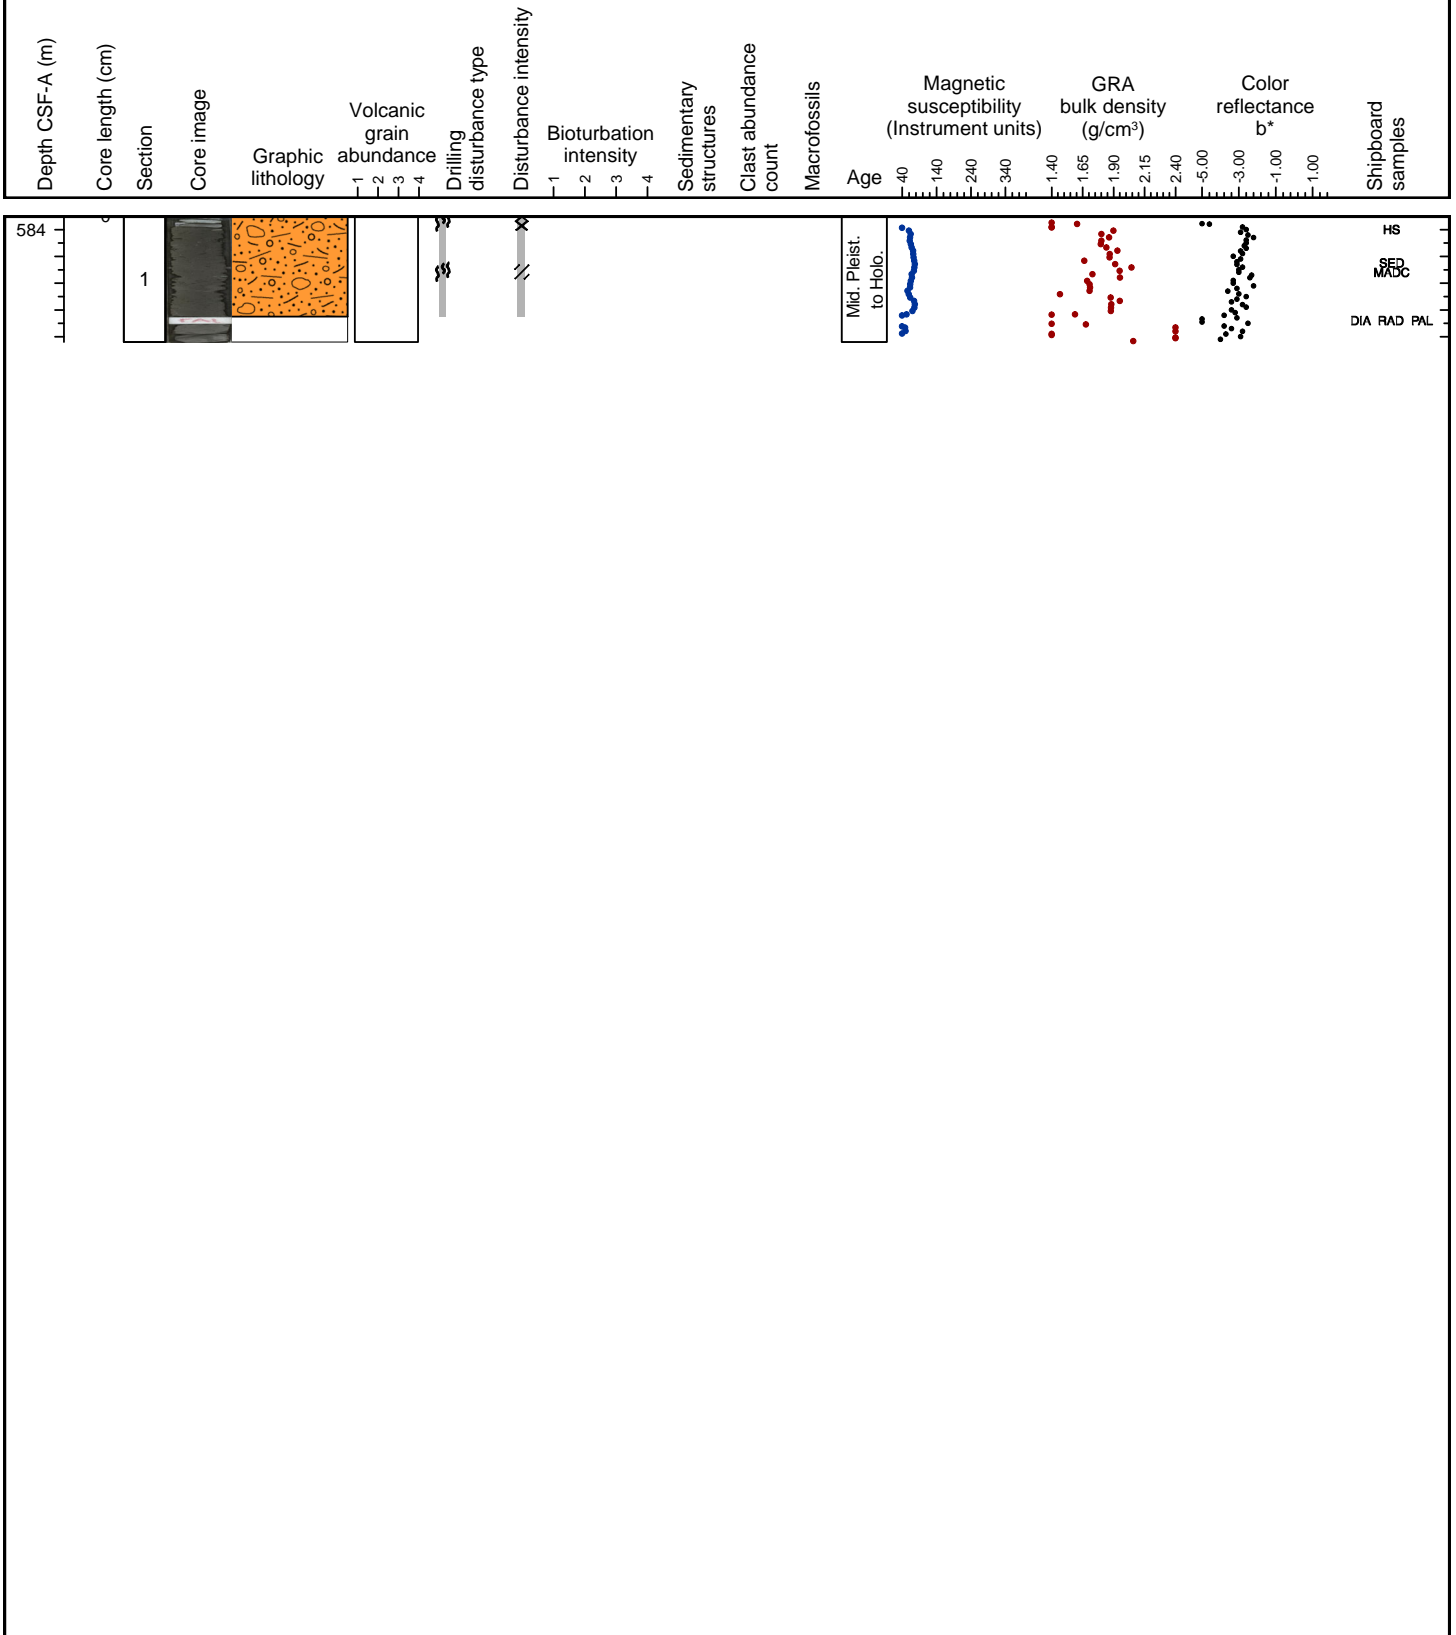 Depth CSF-A (m)
Core length (cm)
Section
Core image
Graphic
lithology
Volcanic
grain
abundance
1 2 3 4
Drilling
disturbance type
Disturbance intensity
Bioturbation
intensity
1 2 3 4
Sedimentary
structures
Clast abundance
count
Macrofossils
Age
Magnetic
susceptibility
(Instrument units)
40 140 240 340
GRA
bulk density
(g/cm³)
1.40 1.65 1.90 2.15 2.40
Color
reflectance
b*
-5.00 -3.00 -1.00 1.00
Shipboard
samples
584
1
Mid. Pleist.
to Holo.
HS
SED
MADC
DIA RAD PAL